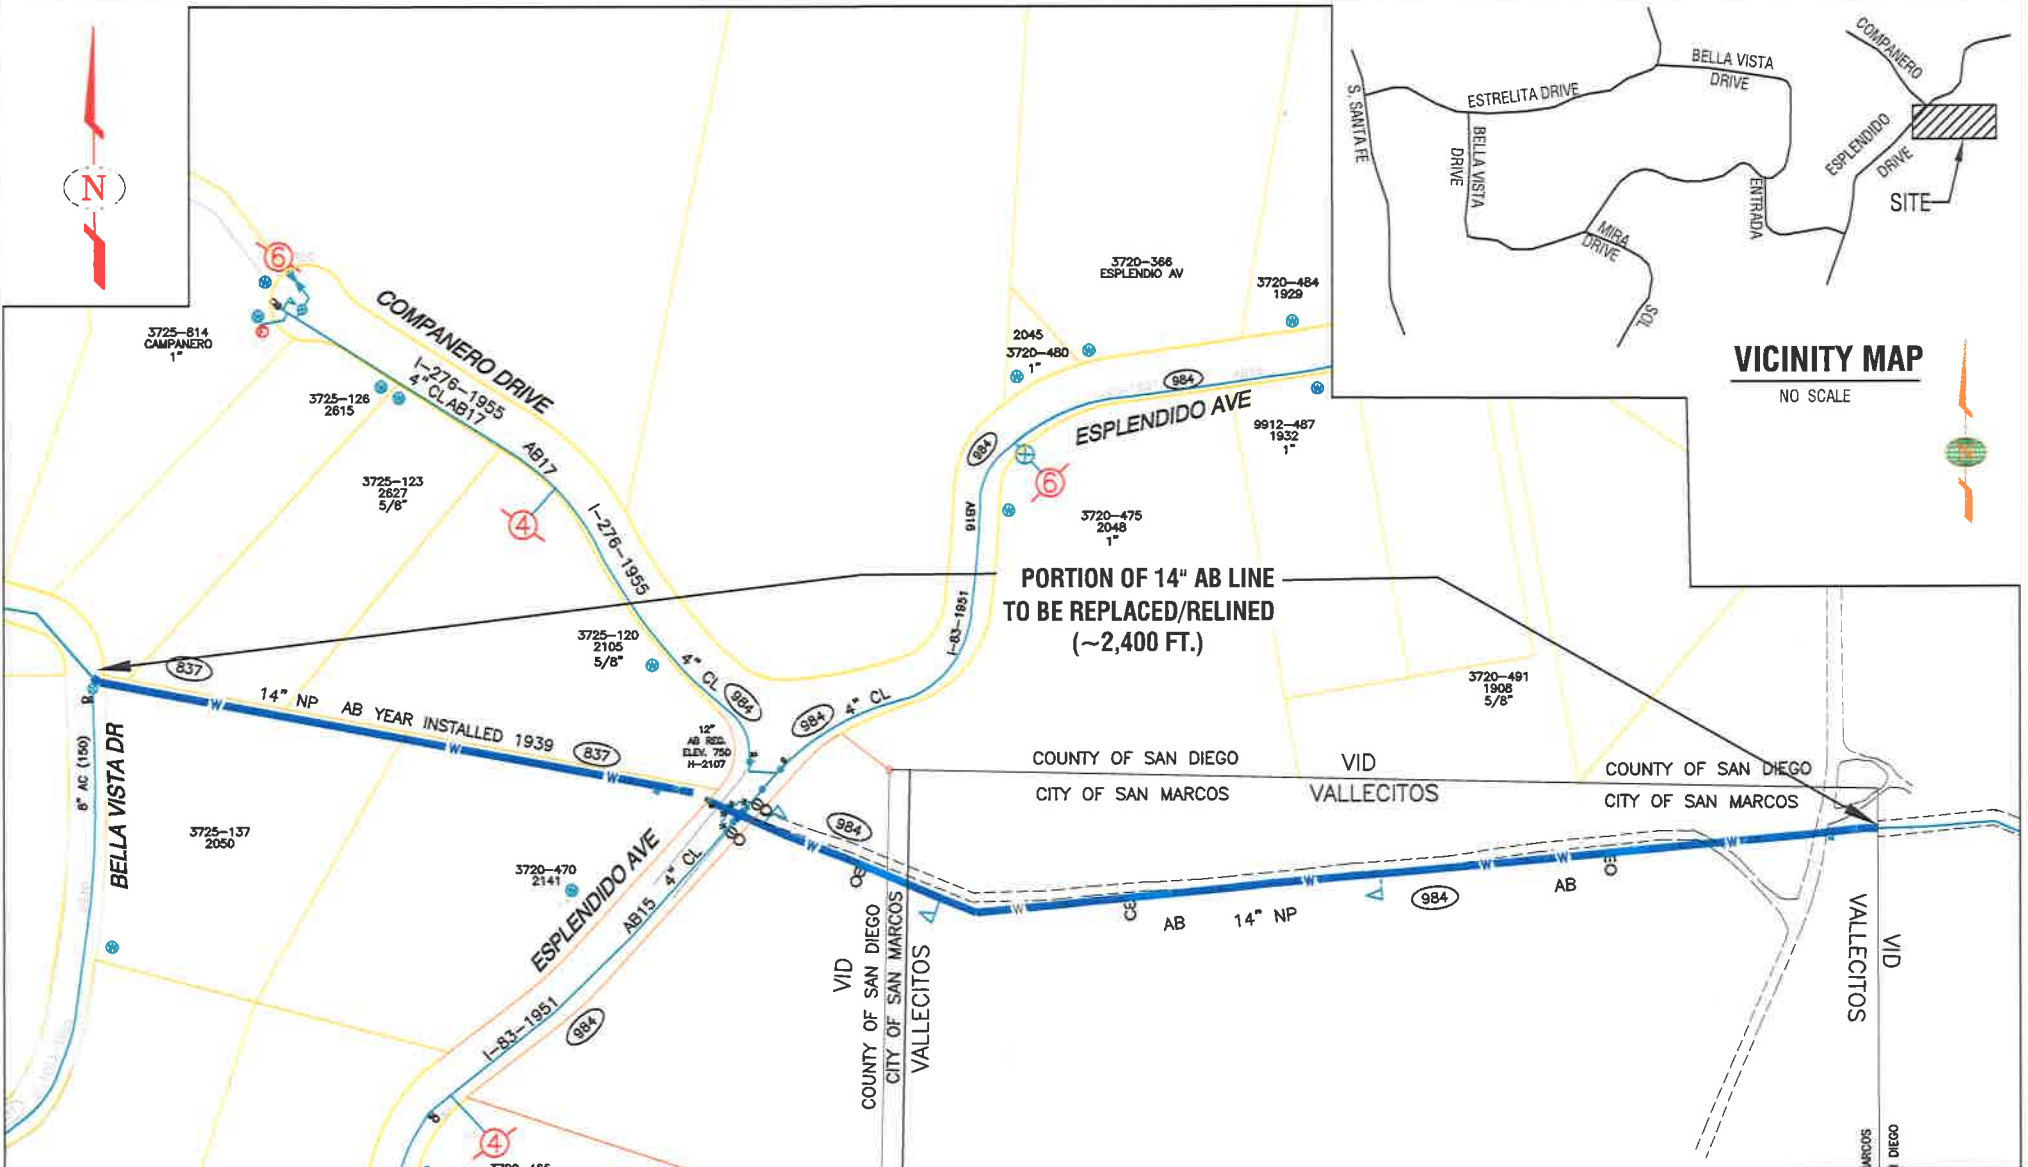 N
COMPANERO
BELLA VISTA
DRIVE
ESTRELITA DRIVE
S. SANTA FE
BELLA VISTA
DRIVE
ESPLENDIDO
DRIVE
ENTRADA
SITE
MIRA
DRIVE
SOL
VICINITY MAP
NO SCALE
6
3725-814
CAMPANERO
1"
6
COMPANERO DRIVE
I-276-1955
4" CLAB17
3725-126
2615
3720-366
ESPLENDIO AV
3720-484
1929
2045
3720-480
1"
984
ESPLENDIDO AVE
984
9912-487
1932
1"
AB17
3725-123
2627
5/8"
4
I-276-1955
6
AB16
3720-475
2048
1"
PORTION OF 14" AB LINE
TO BE REPLACED/RELINED
(~2,400 FT.)
I-83-1951
3725-120
2105
5/8"
4" CL
984
984
4" CL
837
14" NP AB YEAR INSTALLED 1939
837
12"
AB REG.
ELEV. 750
H-2107
3720-491
1908
5/8"
COUNTY OF SAN DIEGO
VID
COUNTY OF SAN DIEGO
CITY OF SAN MARCOS
VALLECITOS
CITY OF SAN MARCOS
8" AC (150)
BELLA VISTA DR
3725-137
2050
984
W
W
W
W
W
W
W
W
W
3720-470
2141
ESPLENDIDO AVE
4" CL
AB15
AB
14" NP
984
AB
VID
COUNTY OF SAN DIEGO
CITY OF SAN MARCOS
VALLECITOS
VALLECITOS
VID
I-83-1951
984
4